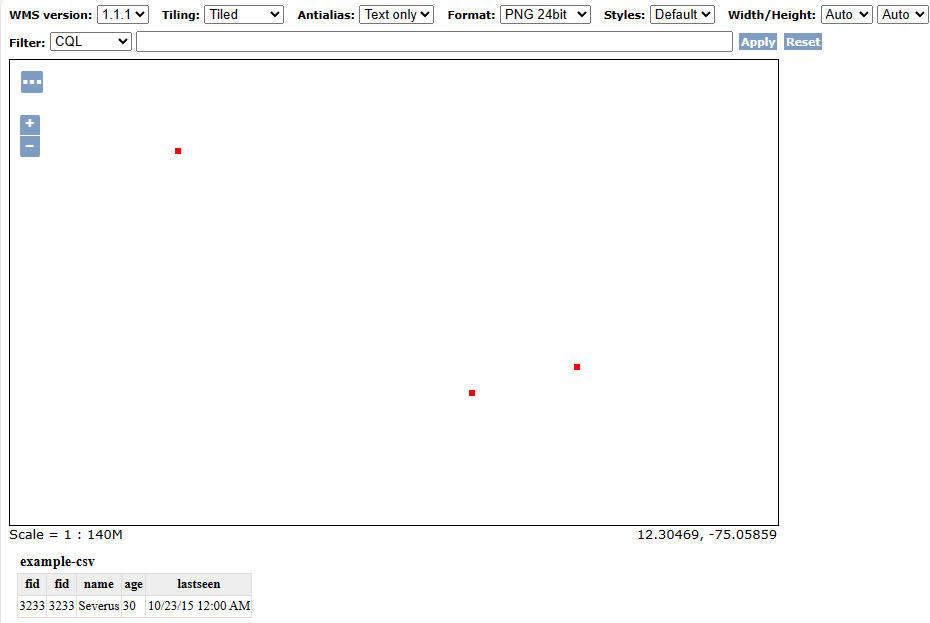 WMS version: 1.1.1 Tiling: Tiled Antialias: Text only Format: PNG 24bit Styles: Default Width/Height: Auto Auto
Filter: CQL Apply Reset
+
−
Scale = 1 : 140M 12.30469, -75.05859
example-csv
fid fid name age lastseen
3233 3233 Severus 30 10/23/15 12:00 AM